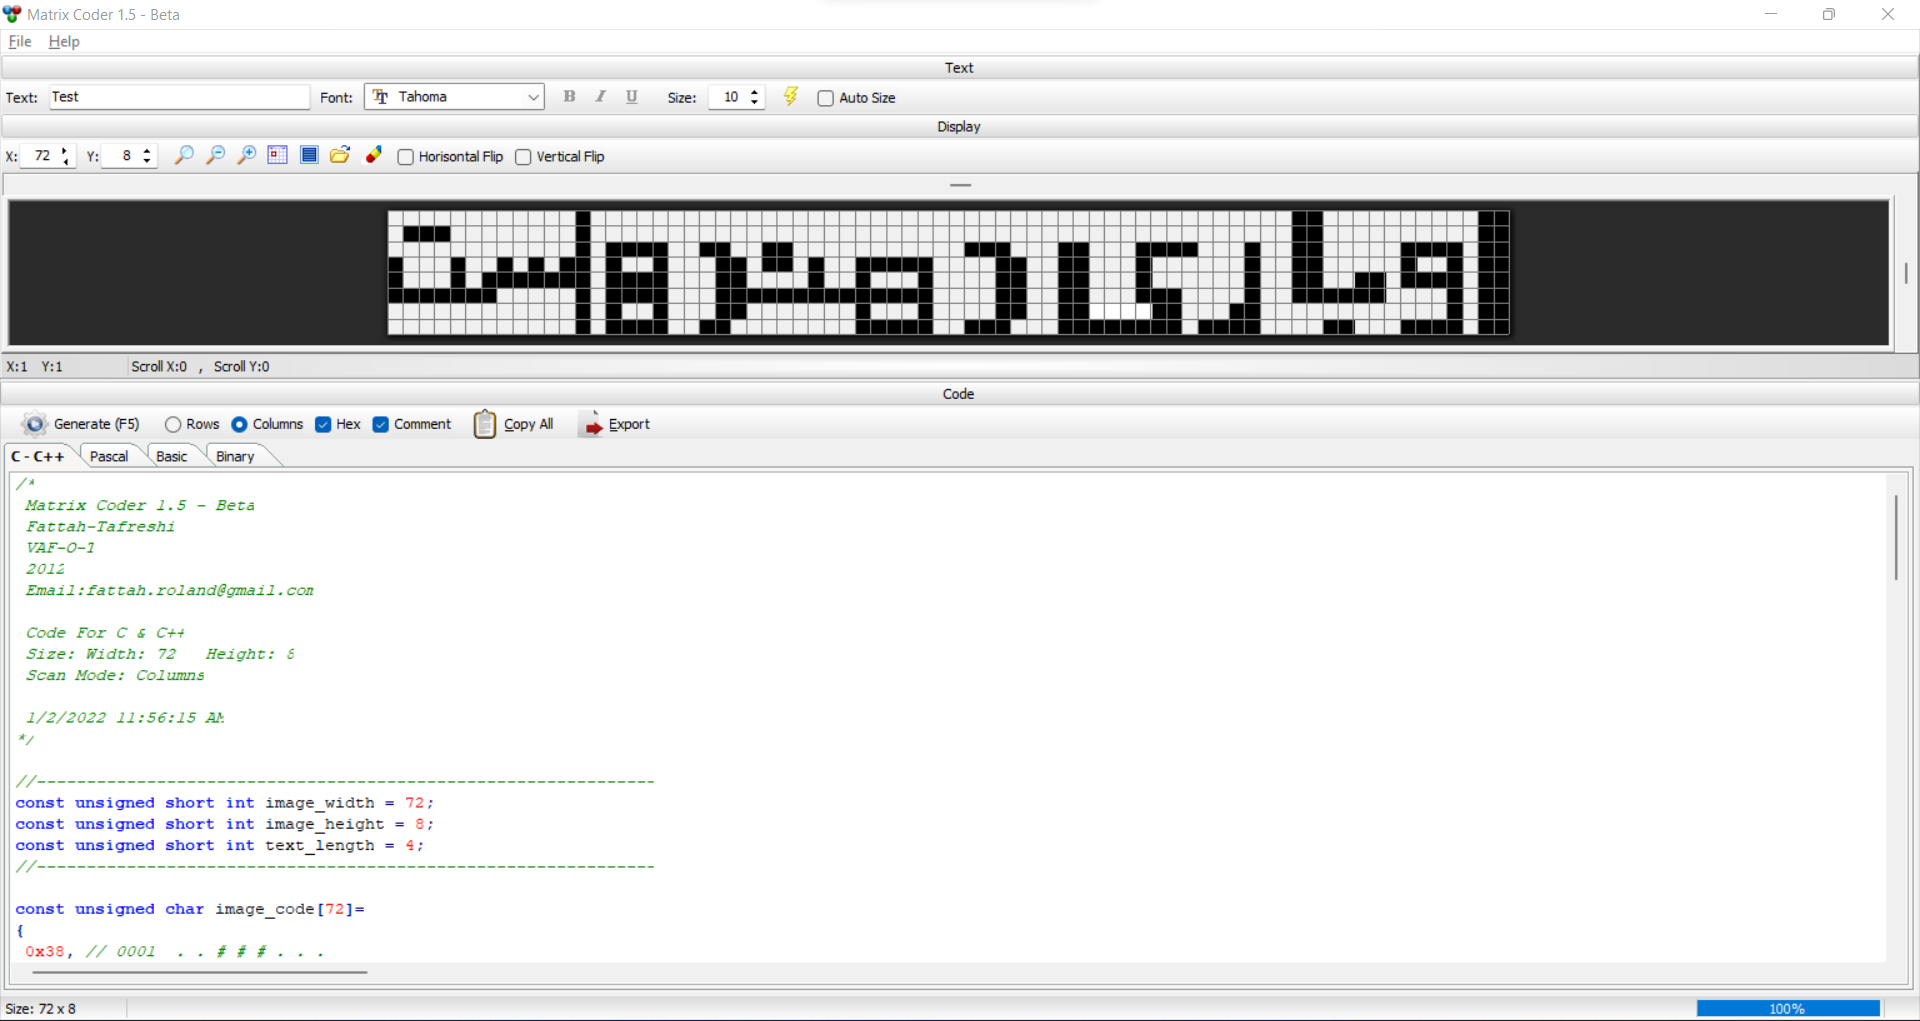 Matrix Coder 1.5 - Beta
File Help
Text
Text: Test Font: Tahoma B I U Size: 10 Auto Size
Display
X: 72 Y: 8 Horisontal Flip Vertical Flip
X:1 Y:1 Scroll X:0 , Scroll Y:0
Code
Generate (F5) Rows Columns Hex Comment Copy All Export
C - C++ Pascal Basic Binary
/*
Matrix Coder 1.5 - Beta
Fattah-Tafreshi
VAF-O-1
2012
Email:fattah.roland@gmail.com
Code For C & C++
Size: Width: 72 Height: 8
Scan Mode: Columns
1/2/2022 11:56:15 AM
*/
//--------------------------------------------------------------
const unsigned short int image_width = 72;
const unsigned short int image_height = 8;
const unsigned short int text_length = 4;
//--------------------------------------------------------------
const unsigned char image_code[72]=
{
0x38, // 0001 . . # # # . . .
Size: 72 x 8 100%